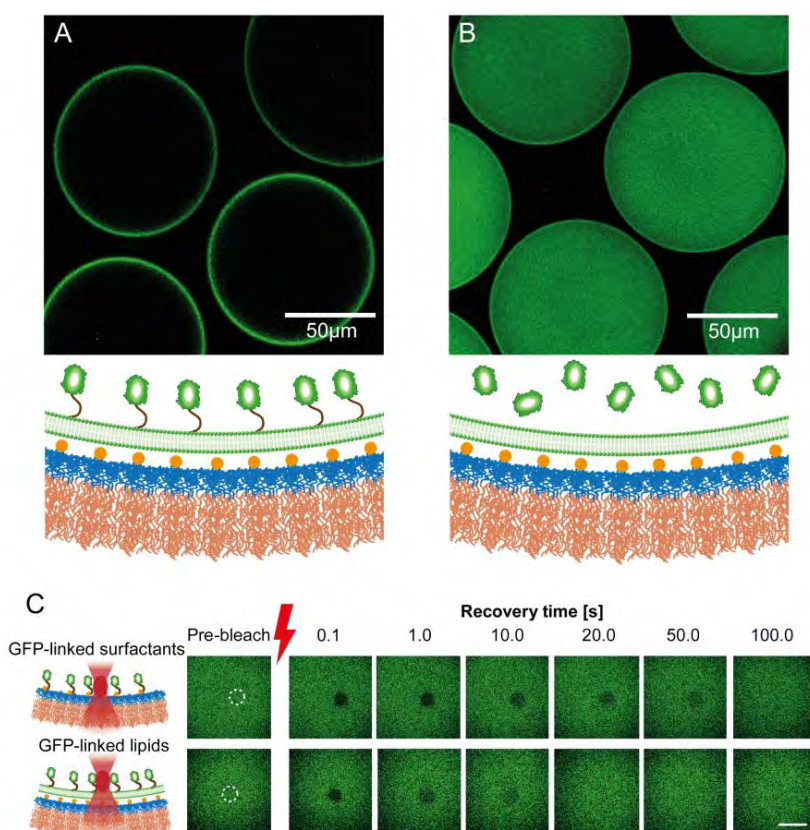 A
B
50µm
50µm
C
Recovery time [s]
Pre-bleach 0.1 1.0 10.0 20.0 50.0 100.0
GFP-linked surfactants
GFP-linked lipids